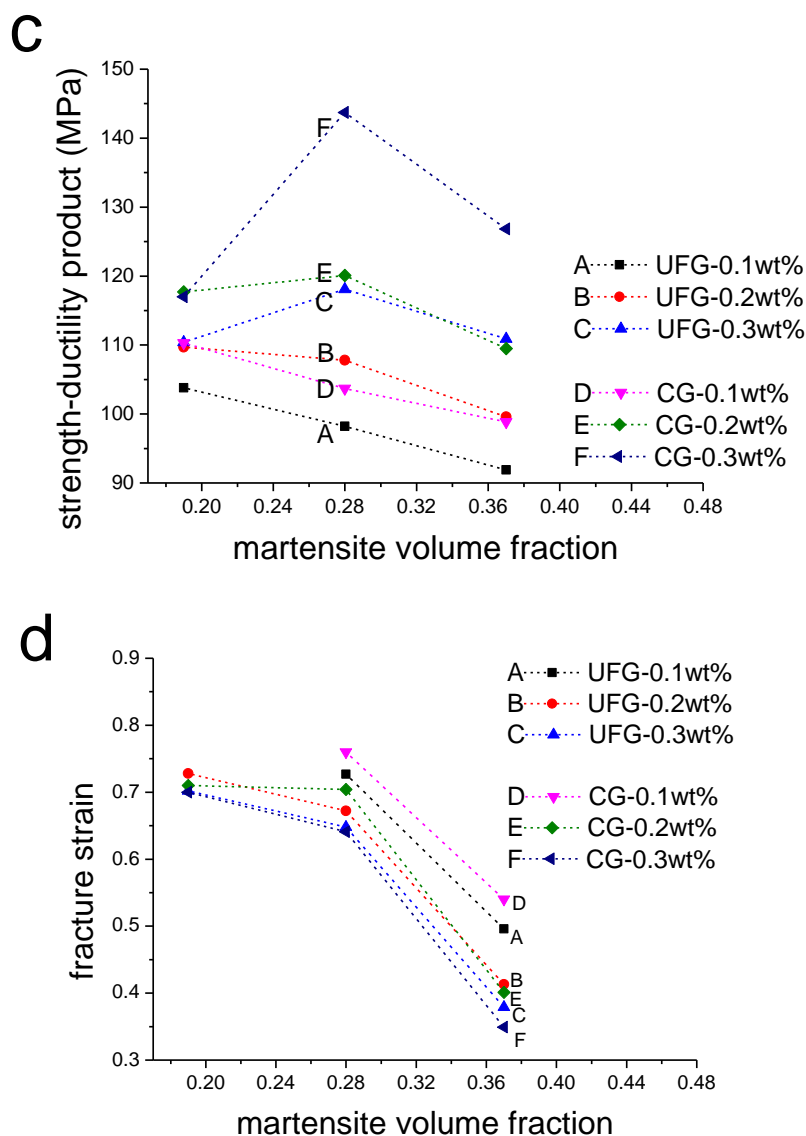 c
strength-ductility product (MPa)
150
140
130
120
110
100
90
F
E
C
B
D
A
A UFG-0.1wt%
B UFG-0.2wt%
C UFG-0.3wt%
D CG-0.1wt%
E CG-0.2wt%
F CG-0.3wt%
0.20 0.24 0.28 0.32 0.36 0.40 0.44 0.48
martensite volume fraction
d
fracture strain
0.9
0.8
0.7
0.6
0.5
0.4
0.3
A UFG-0.1wt%
B UFG-0.2wt%
C UFG-0.3wt%
D CG-0.1wt%
E CG-0.2wt%
F CG-0.3wt%
D
A
B
E
C
F
0.20 0.24 0.28 0.32 0.36 0.40 0.44 0.48
martensite volume fraction